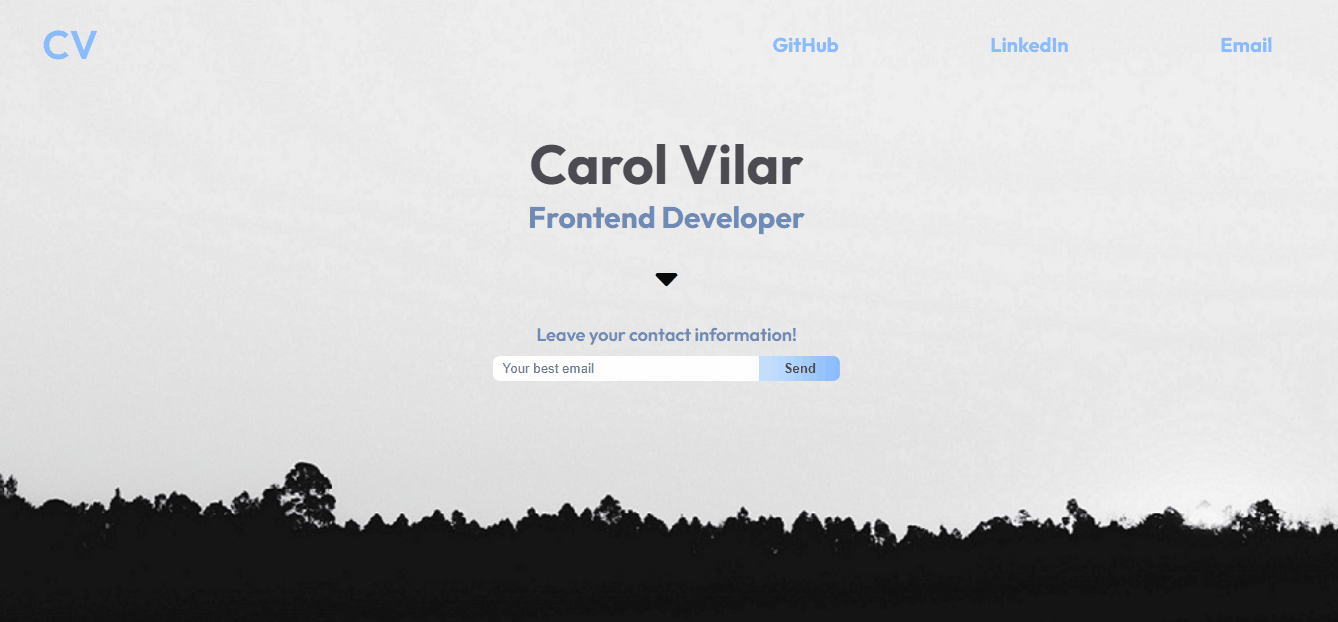 CV
GitHub
LinkedIn
Email
Carol Vilar
Frontend Developer
Leave your contact information!
Your best email
Send